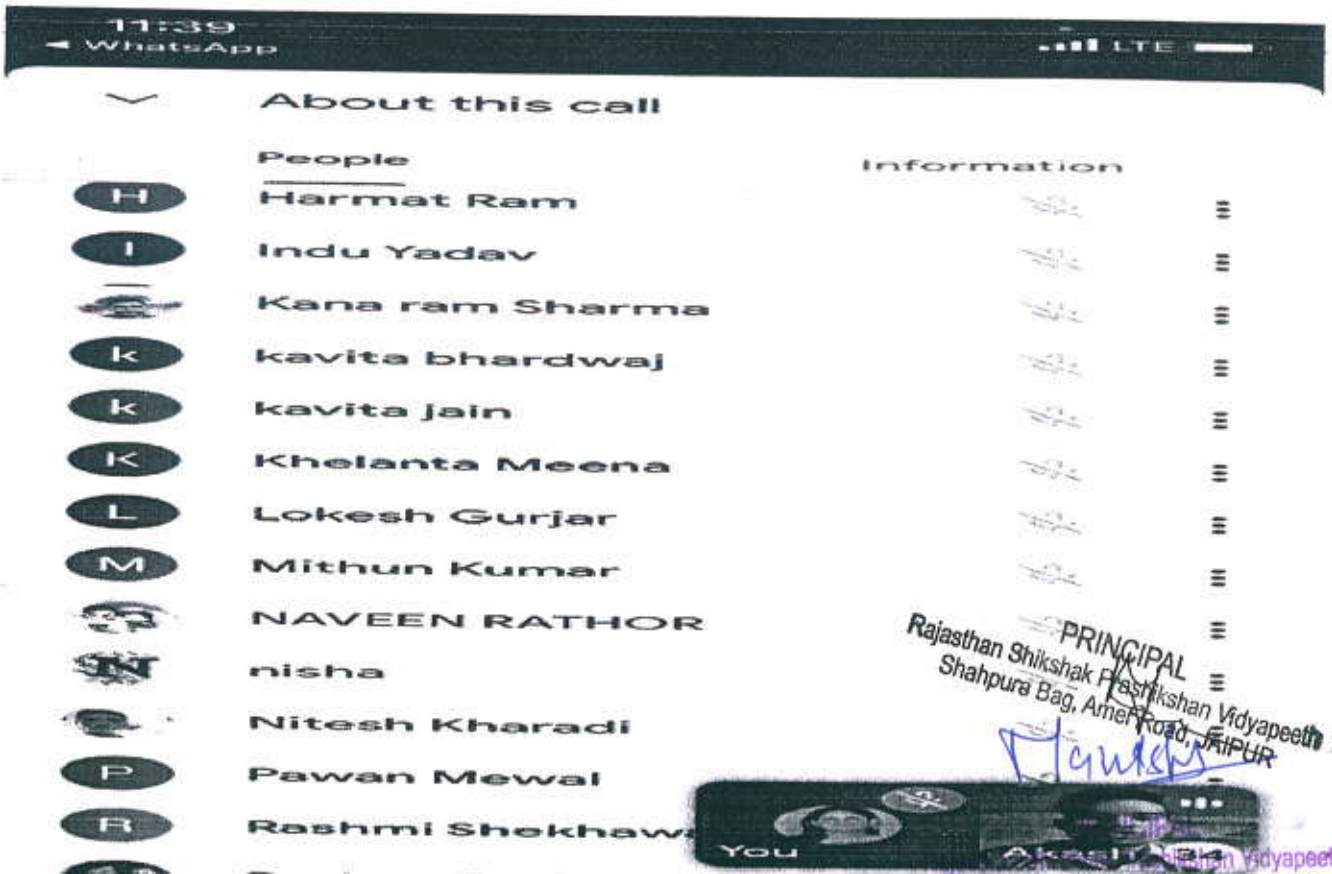 11:39
WhatsApp
LTE
About this call
People
Information
H Harmat Ram
I Indu Yadav
Kana ram Sharma
k kavita bhardwaj
k kavita jain
K Khelanta Meena
L Lokesh Gurjar
M Mithun Kumar
NAVEEN RATHOR
N nisha
Nitesh Kharadi
P Pawan Mewal
R Rashmi Shekhawa
PRINCIPAL
Rajasthan Shikshak Prashikshan Vidyapeeth
Shahpura Bag, Amer Road, JAIPUR
You
Vidyapeet